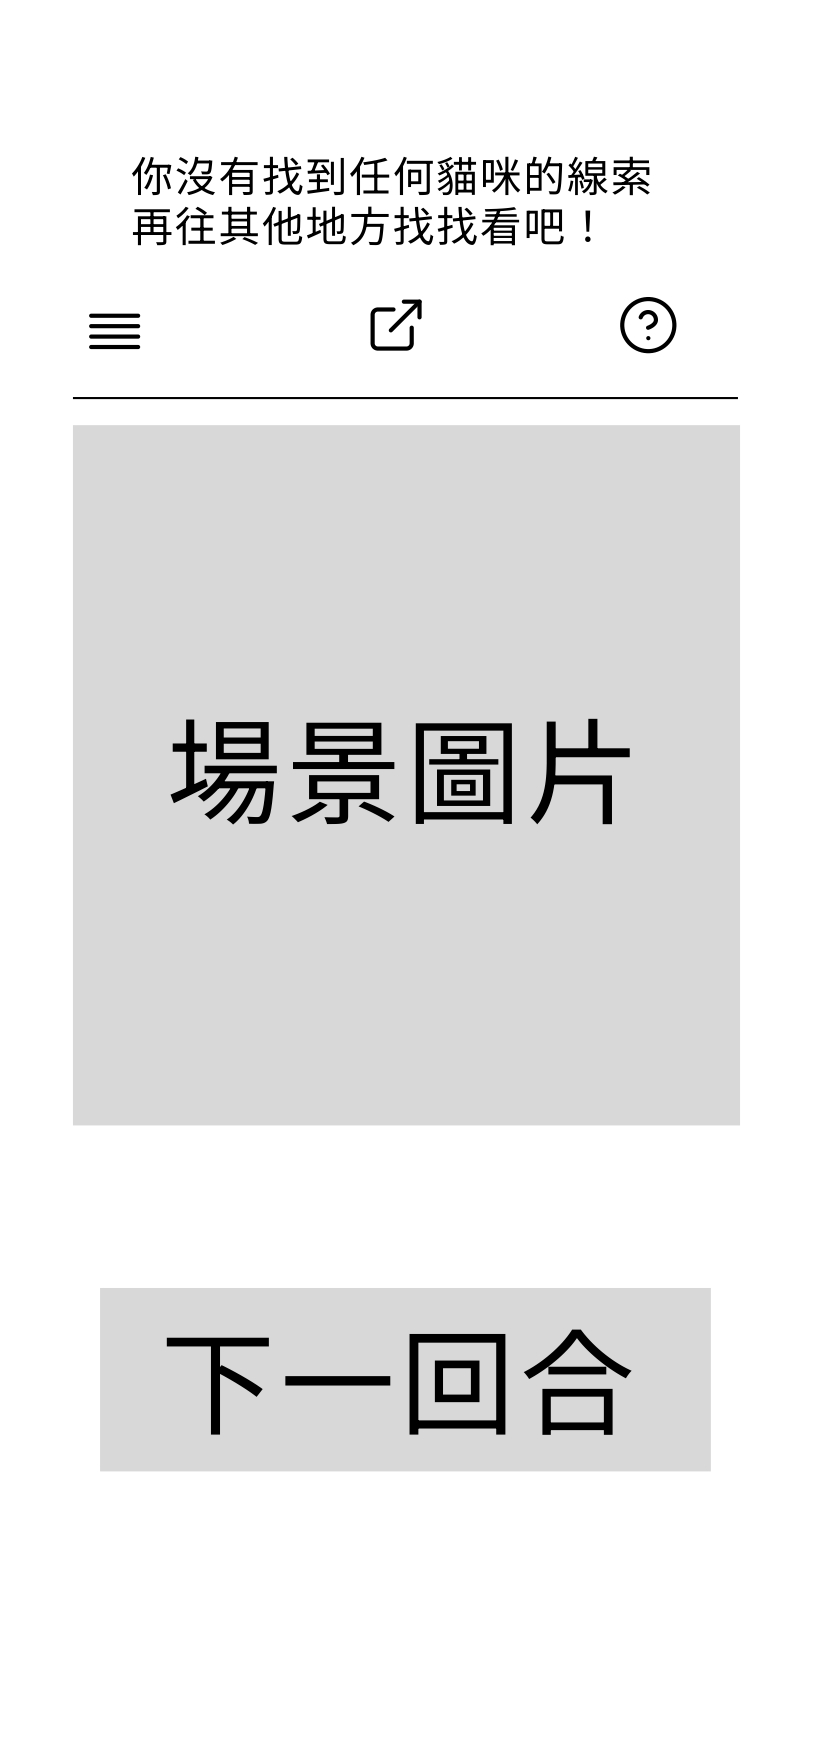 你沒有找到任何貓咪的線索
再往其他地方找找看吧！
場景圖片
下一回合